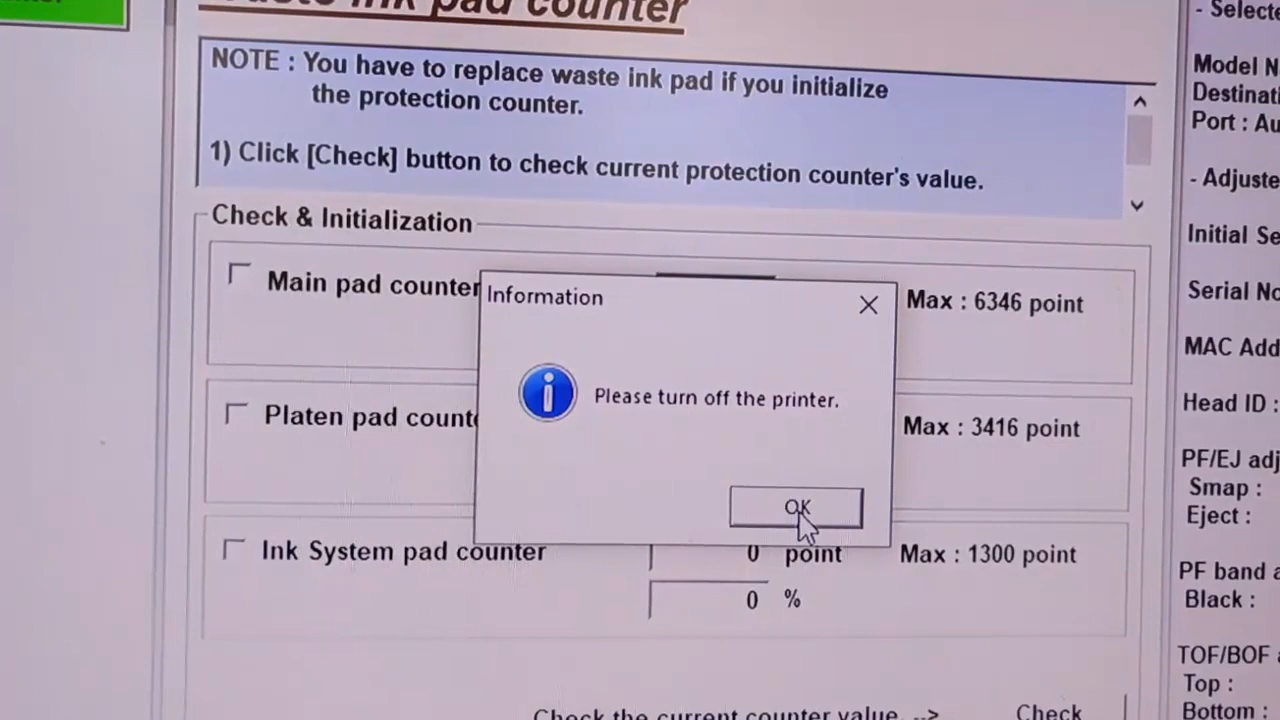 ink pad counter
NOTE : You have to replace waste ink pad if you initialize
the protection counter.
1) Click [Check] button to check current protection counter's value.
Check & Initialization
Main pad counter
Max : 6346 point
Platen pad counte
Max : 3416 point
Ink System pad counter
0 point
Max : 1300 point
0 %
Check the current counter value -->
Check
Information
Please turn off the printer.
OK
- Selecte
Model N
Destinati
Port : Au
- Adjuste
Initial Se
Serial No
MAC Add
Head ID :
PF/EJ adj
Smap :
Eject :
PF band a
Black :
TOF/BOF
Top :
Bottom :